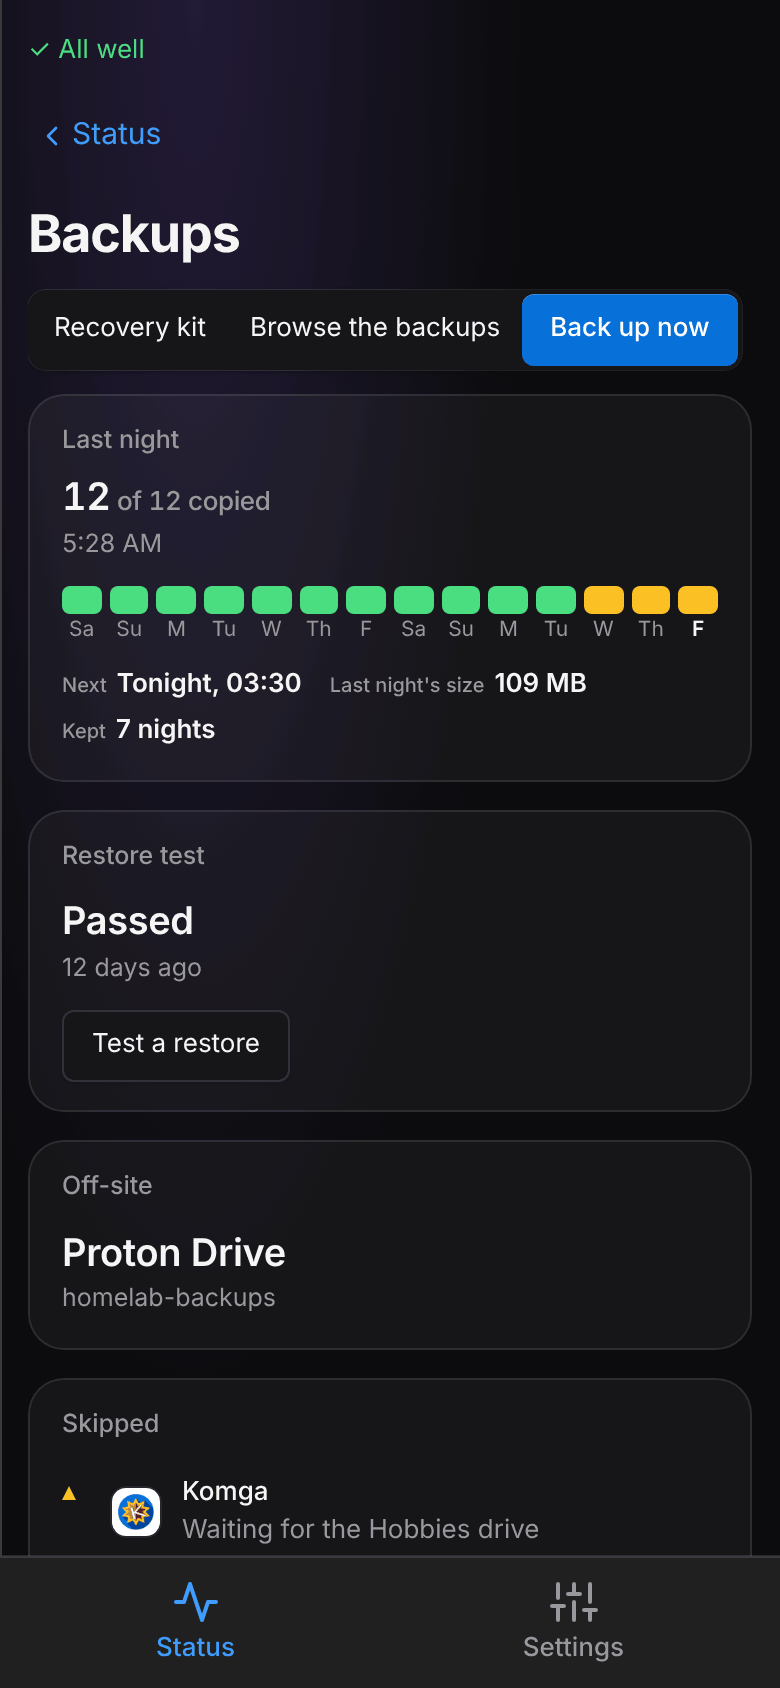 All well
Status
Backups
Recovery kit Browse the backups Back up now
Last night
12 of 12 copied
5:28 AM
Sa Su M Tu W Th F Sa Su M Tu W Th F
Next Tonight, 03:30 Last night's size 109 MB
Kept 7 nights
Restore test
Passed
12 days ago
Test a restore
Off-site
Proton Drive
homelab-backups
Skipped
Komga
Waiting for the Hobbies drive
Status Settings